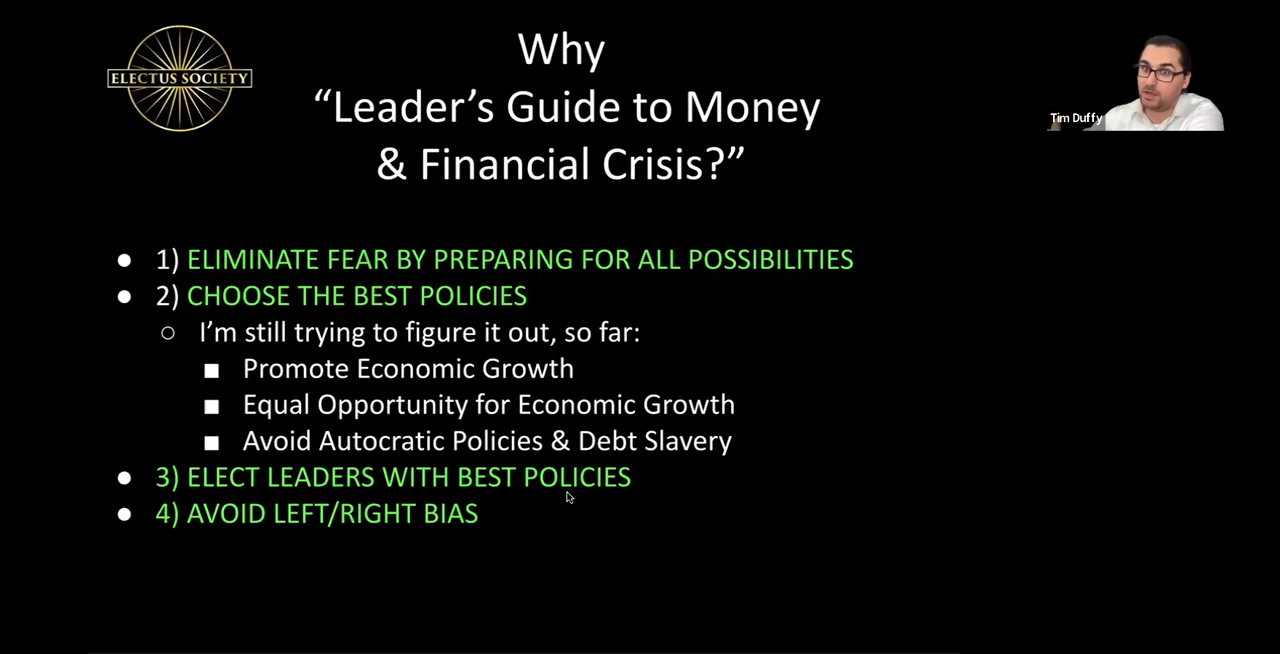 ELECTUS SOCIETY
Why
“Leader’s Guide to Money
& Financial Crisis?”
Tim Duffy
● 1) ELIMINATE FEAR BY PREPARING FOR ALL POSSIBILITIES
● 2) CHOOSE THE BEST POLICIES
○ I’m still trying to figure it out, so far:
■ Promote Economic Growth
■ Equal Opportunity for Economic Growth
■ Avoid Autocratic Policies & Debt Slavery
● 3) ELECT LEADERS WITH BEST POLICIES
● 4) AVOID LEFT/RIGHT BIAS